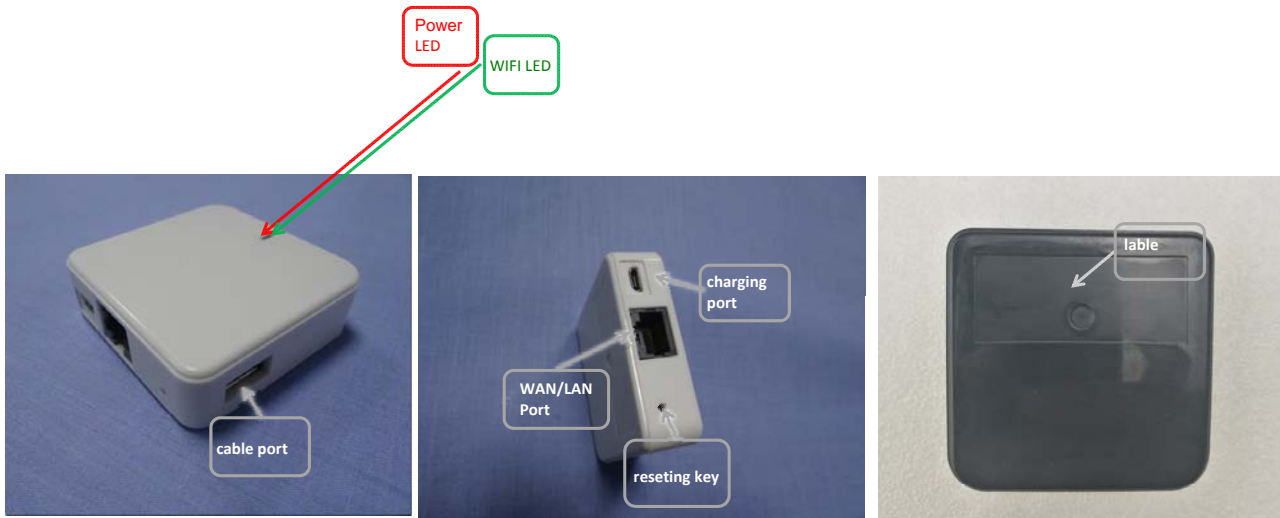 Power
LED
WIFI LED
cable port
charging
port
WAN/LAN
Port
reseting key
lable